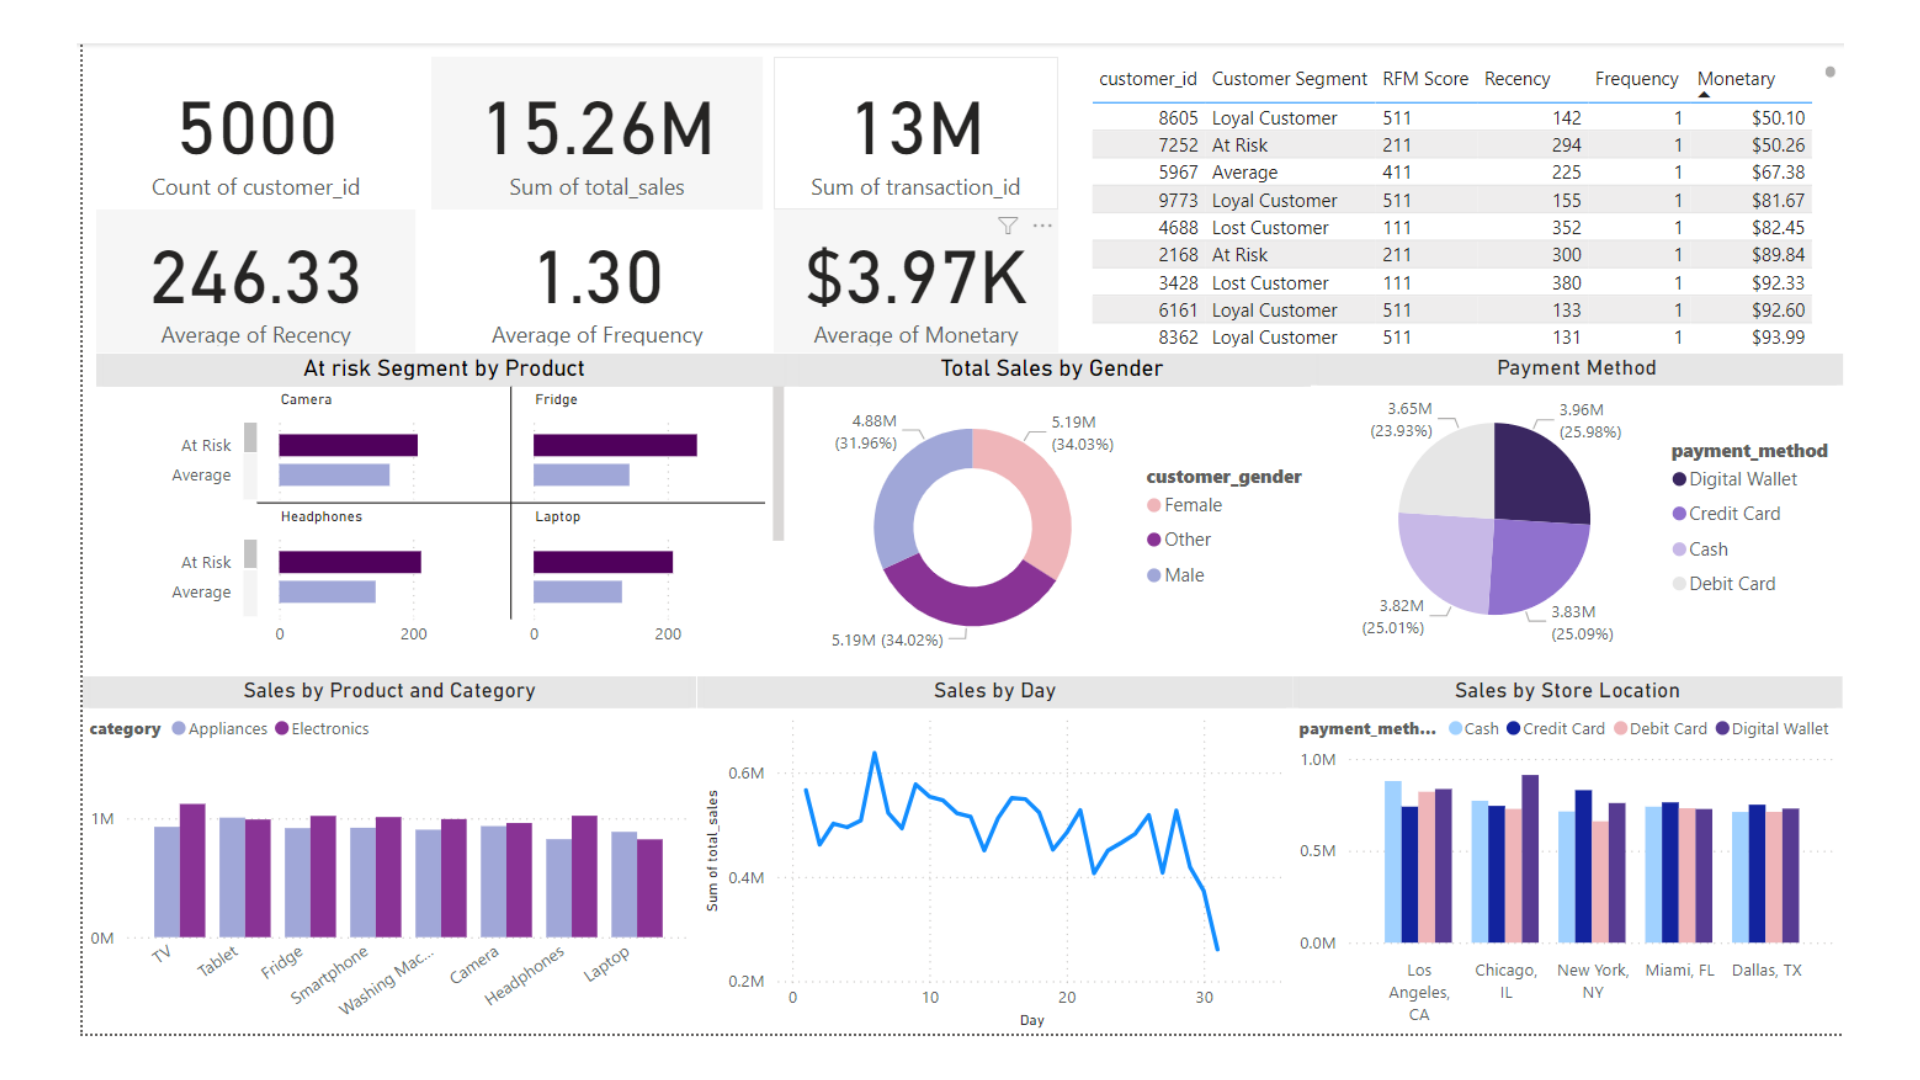 5000
Count of customer_id
15.26M
Sum of total_sales
13M
Sum of transaction_id
246.33
Average of Recency
1.30
Average of Frequency
$3.97K
Average of Monetary
customer_id Customer Segment RFM Score Recency Frequency Monetary
8605 Loyal Customer 511 142 1 $50.10
7252 At Risk 211 294 1 $50.26
5967 Average 411 225 1 $67.38
9773 Loyal Customer 511 155 1 $81.67
4688 Lost Customer 111 352 1 $82.45
2168 At Risk 211 300 1 $89.84
3428 Lost Customer 111 380 1 $92.33
6161 Loyal Customer 511 133 1 $92.60
8362 Loyal Customer 511 131 1 $93.99
At risk Segment by Product
Camera
Fridge
At Risk
Average
Headphones
Laptop
At Risk
Average
0 200
0 200
Total Sales by Gender
4.88M
(31.96%)
5.19M
(34.03%)
5.19M (34.02%)
customer_gender
Female
Other
Male
Payment Method
3.65M
(23.93%)
3.96M
(25.98%)
3.82M
(25.01%)
3.83M
(25.09%)
payment_method
Digital Wallet
Credit Card
Cash
Debit Card
Sales by Product and Category
category Appliances Electronics
1M
0M
TV
Tablet
Fridge
Smartphone
Washing Mac...
Camera
Headphones
Laptop
Sales by Day
Sum of total_sales
0.6M
0.4M
0.2M
0 10 20 30
Day
Sales by Store Location
payment_meth... Cash Credit Card Debit Card Digital Wallet
1.0M
0.5M
0.0M
Los
Angeles,
CA
Chicago,
IL
New York,
NY
Miami, FL
Dallas, TX